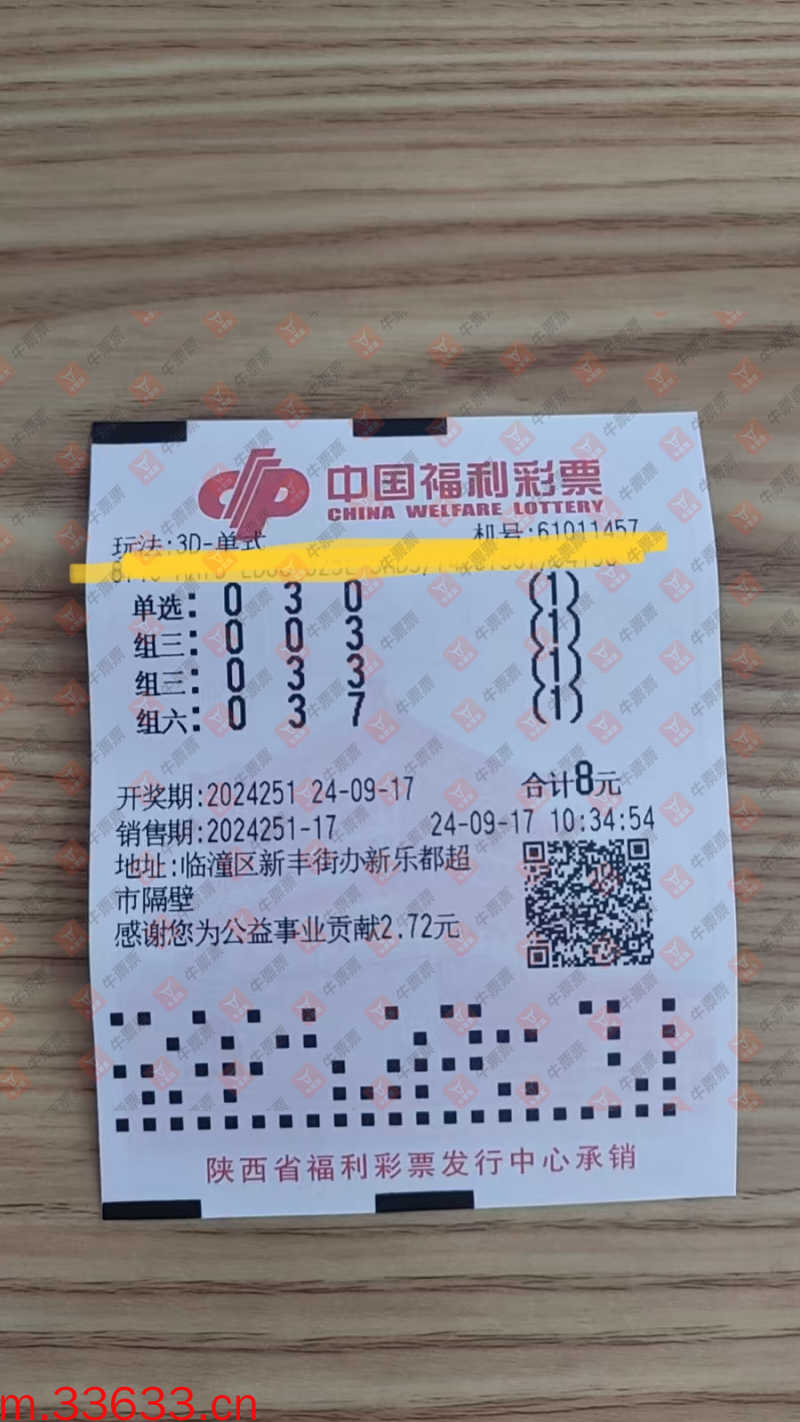 中国福利彩票
CHINA WELFARE LOTTERY
玩法:3D-单式 机号:61011457
单选: 0 3 0 (1)
组三: 0 0 3 (1)
组三: 0 3 3 (1)
组六: 0 3 7 (1)
开奖期:2024251 24-09-17 合计8元
销售期:2024251-17 24-09-17 10:34:54
地址:临潼区新丰街办新乐都超
市隔壁
感谢您为公益事业贡献2.72元
陕西省福利彩票发行中心承销
m.33633.cn
牛票票